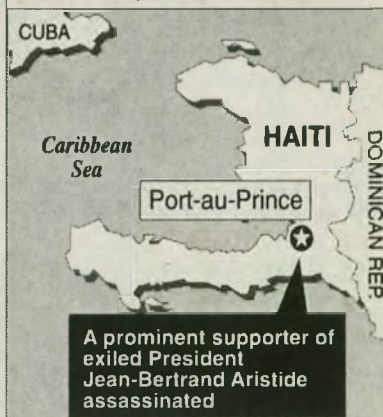 CUBA
Caribbean
Sea
HAITI
DOMINICAN REP.
Port-au-Prince
A prominent supporter of
exiled President
Jean-Bertrand Aristide
assassinated